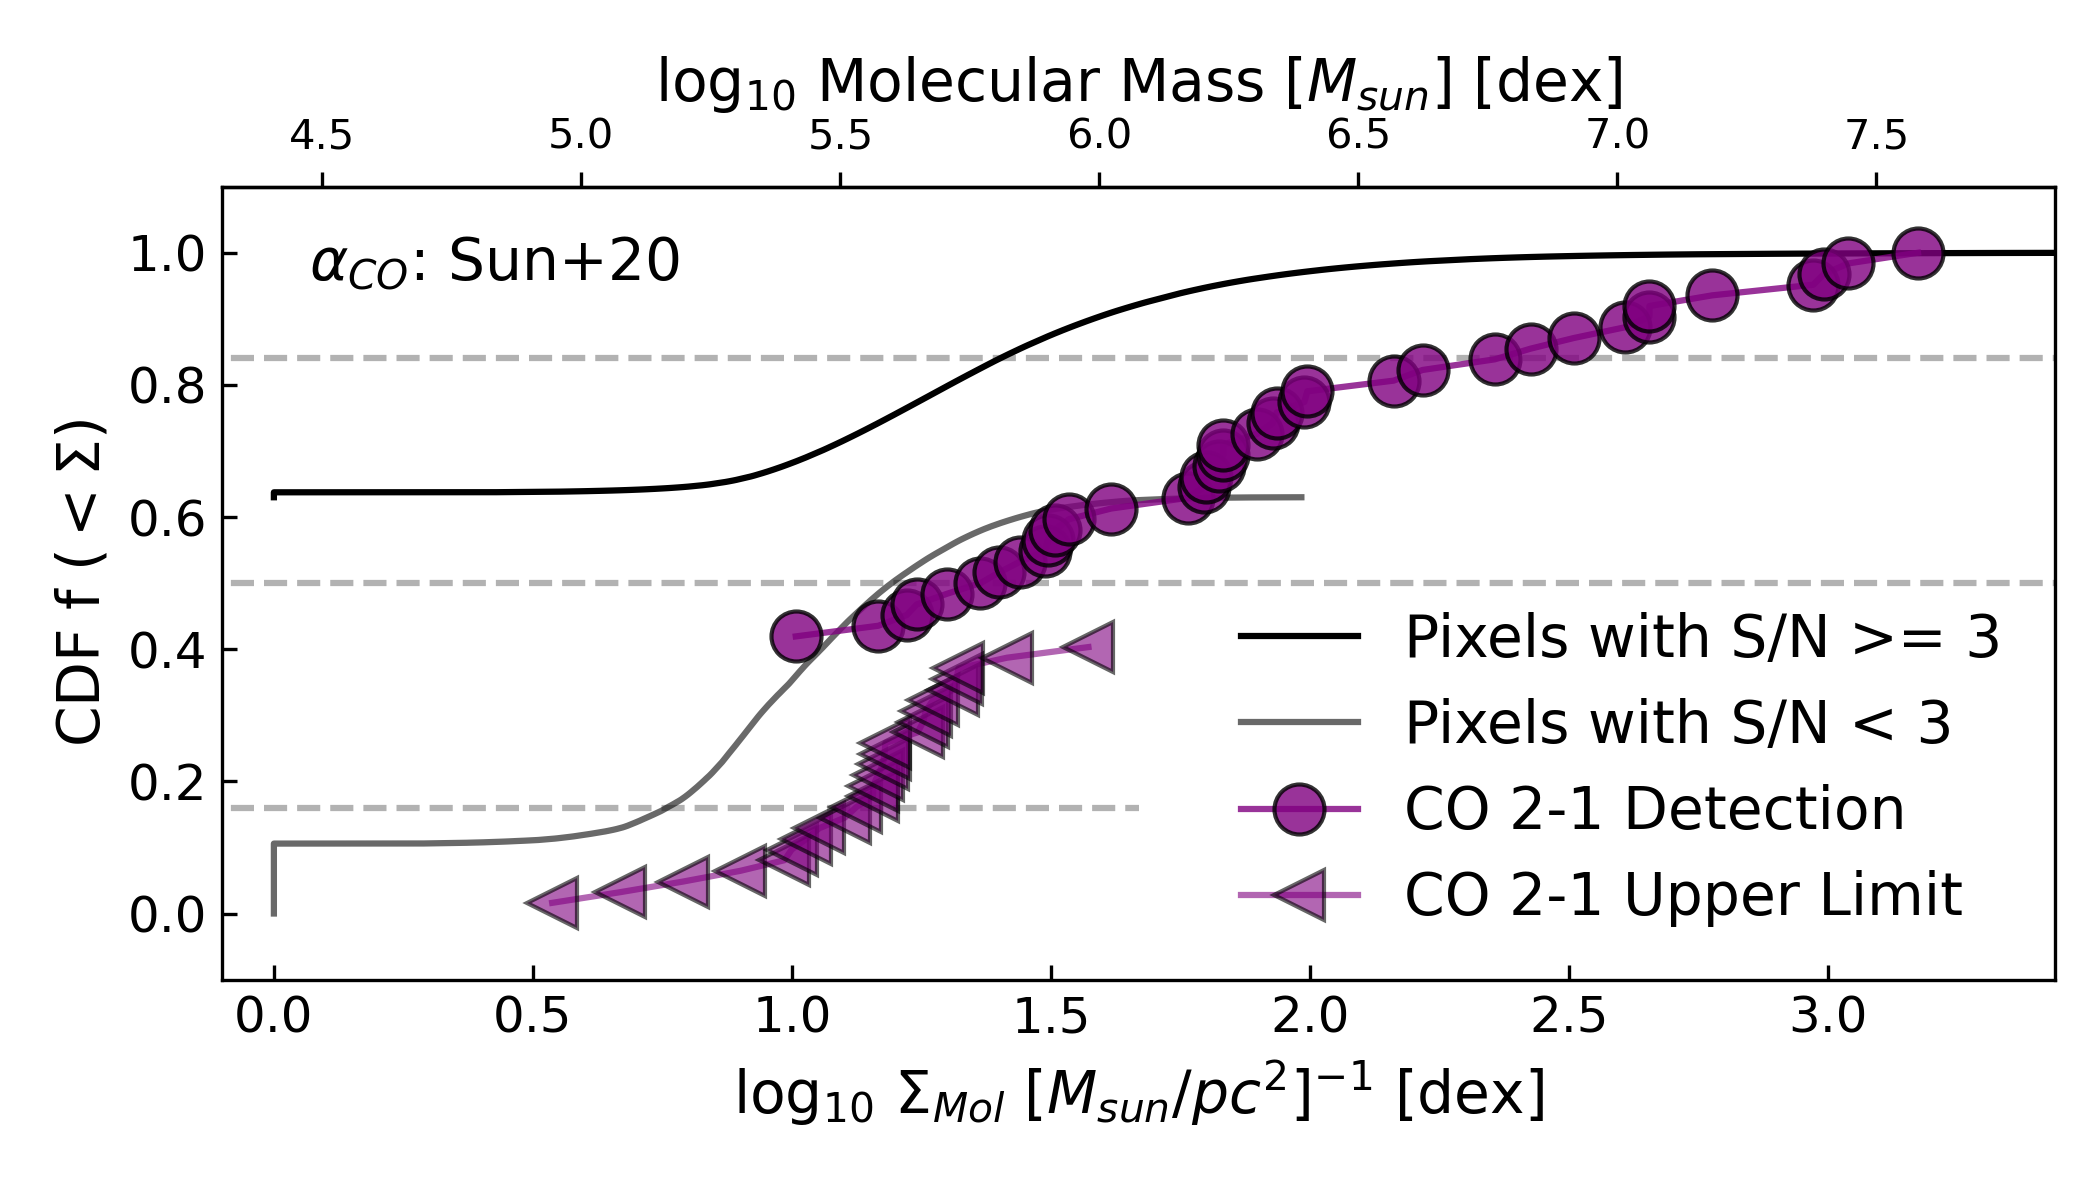 log₁₀ Molecular Mass [M_sun] [dex]
4.5 5.0 5.5 6.0 6.5 7.0 7.5
α_CO: Sun+20
CDF f ( < Σ)
1.0
0.8
0.6
0.4
0.2
0.0
Pixels with S/N >= 3
Pixels with S/N < 3
CO 2-1 Detection
CO 2-1 Upper Limit
0.0 0.5 1.0 1.5 2.0 2.5 3.0
log₁₀ Σ_Mol [M_sun/pc²]⁻¹ [dex]